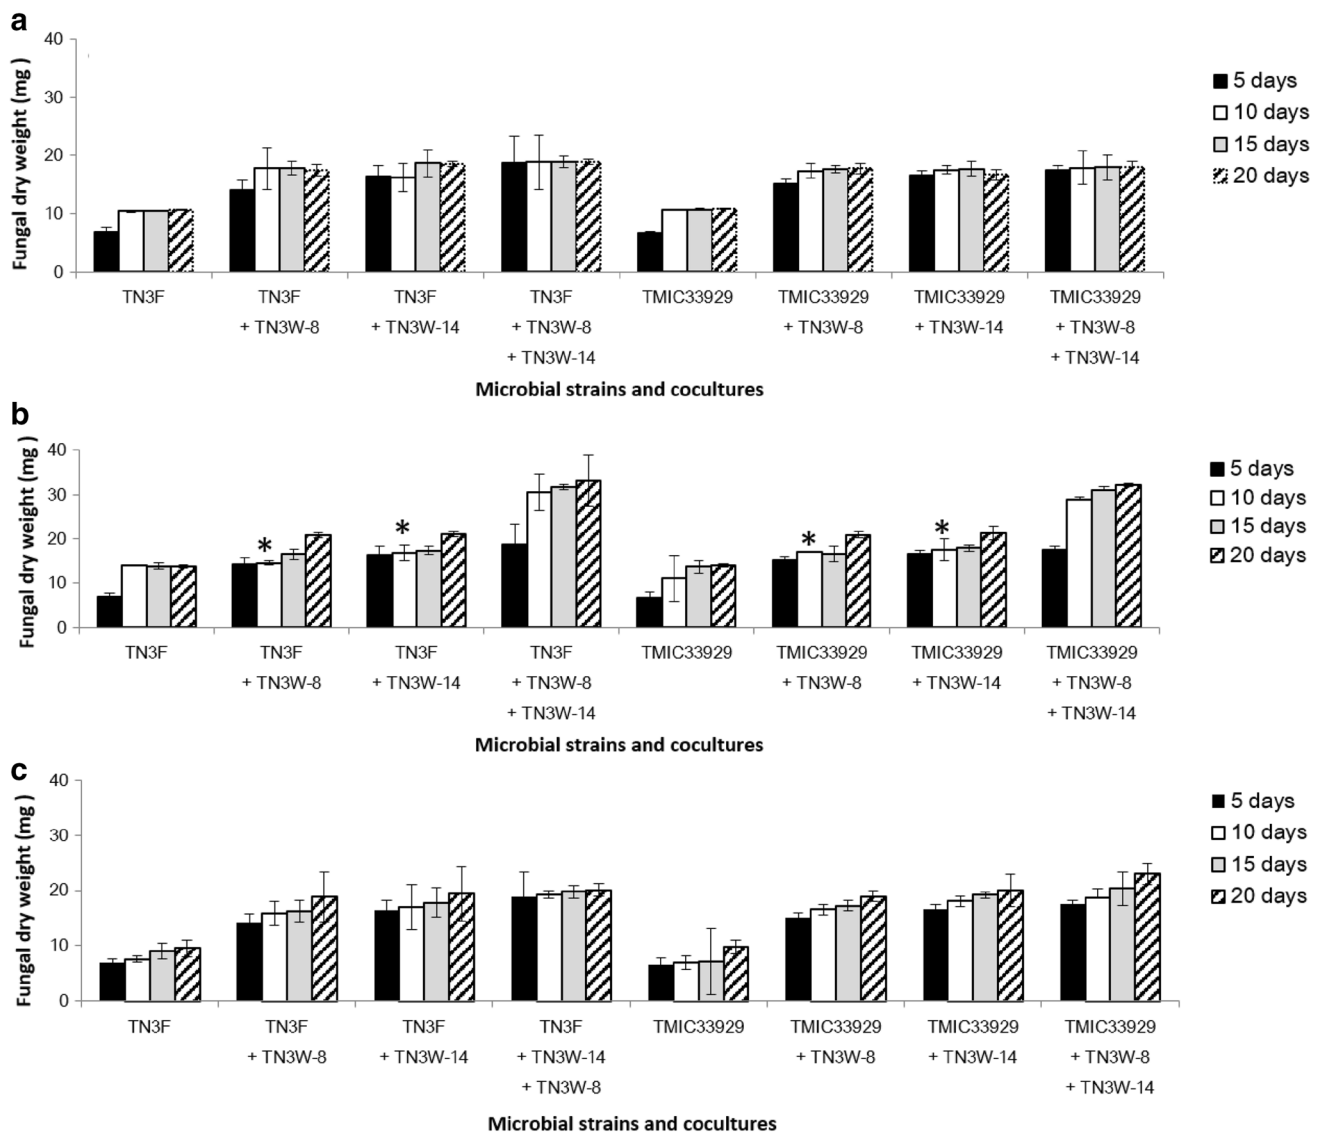 a
Fungal dry weight (mg )
40
30
20
10
0
5 days
10 days
15 days
20 days
TN3F TN3F TN3F TN3F TMIC33929 TMIC33929 TMIC33929 TMIC33929
+ TN3W-8 + TN3W-14 + TN3W-8 + TN3W-8 + TN3W-14 + TN3W-8
+ TN3W-14 + TN3W-14
Microbial strains and cocultures
b
Fungal dry weight (mg )
40
30
20
10
0
* * * *
5 days
10 days
15 days
20 days
TN3F TN3F TN3F TN3F TMIC33929 TMIC33929 TMIC33929 TMIC33929
+ TN3W-8 + TN3W-14 + TN3W-8 + TN3W-8 + TN3W-14 + TN3W-8
+ TN3W-14 + TN3W-14
Microbial strains and cocultures
c
Fungal dry weight (mg )
40
30
20
10
0
5 days
10 days
15 days
20 days
TN3F TN3F TN3F TN3F TMIC33929 TMIC33929 TMIC33929 TMIC33929
+ TN3W-8 + TN3W-14 + TN3W-14 + TN3W-8 + TN3W-14 + TN3W-8
+ TN3W-8 + TN3W-14
Microbial strains and cocultures